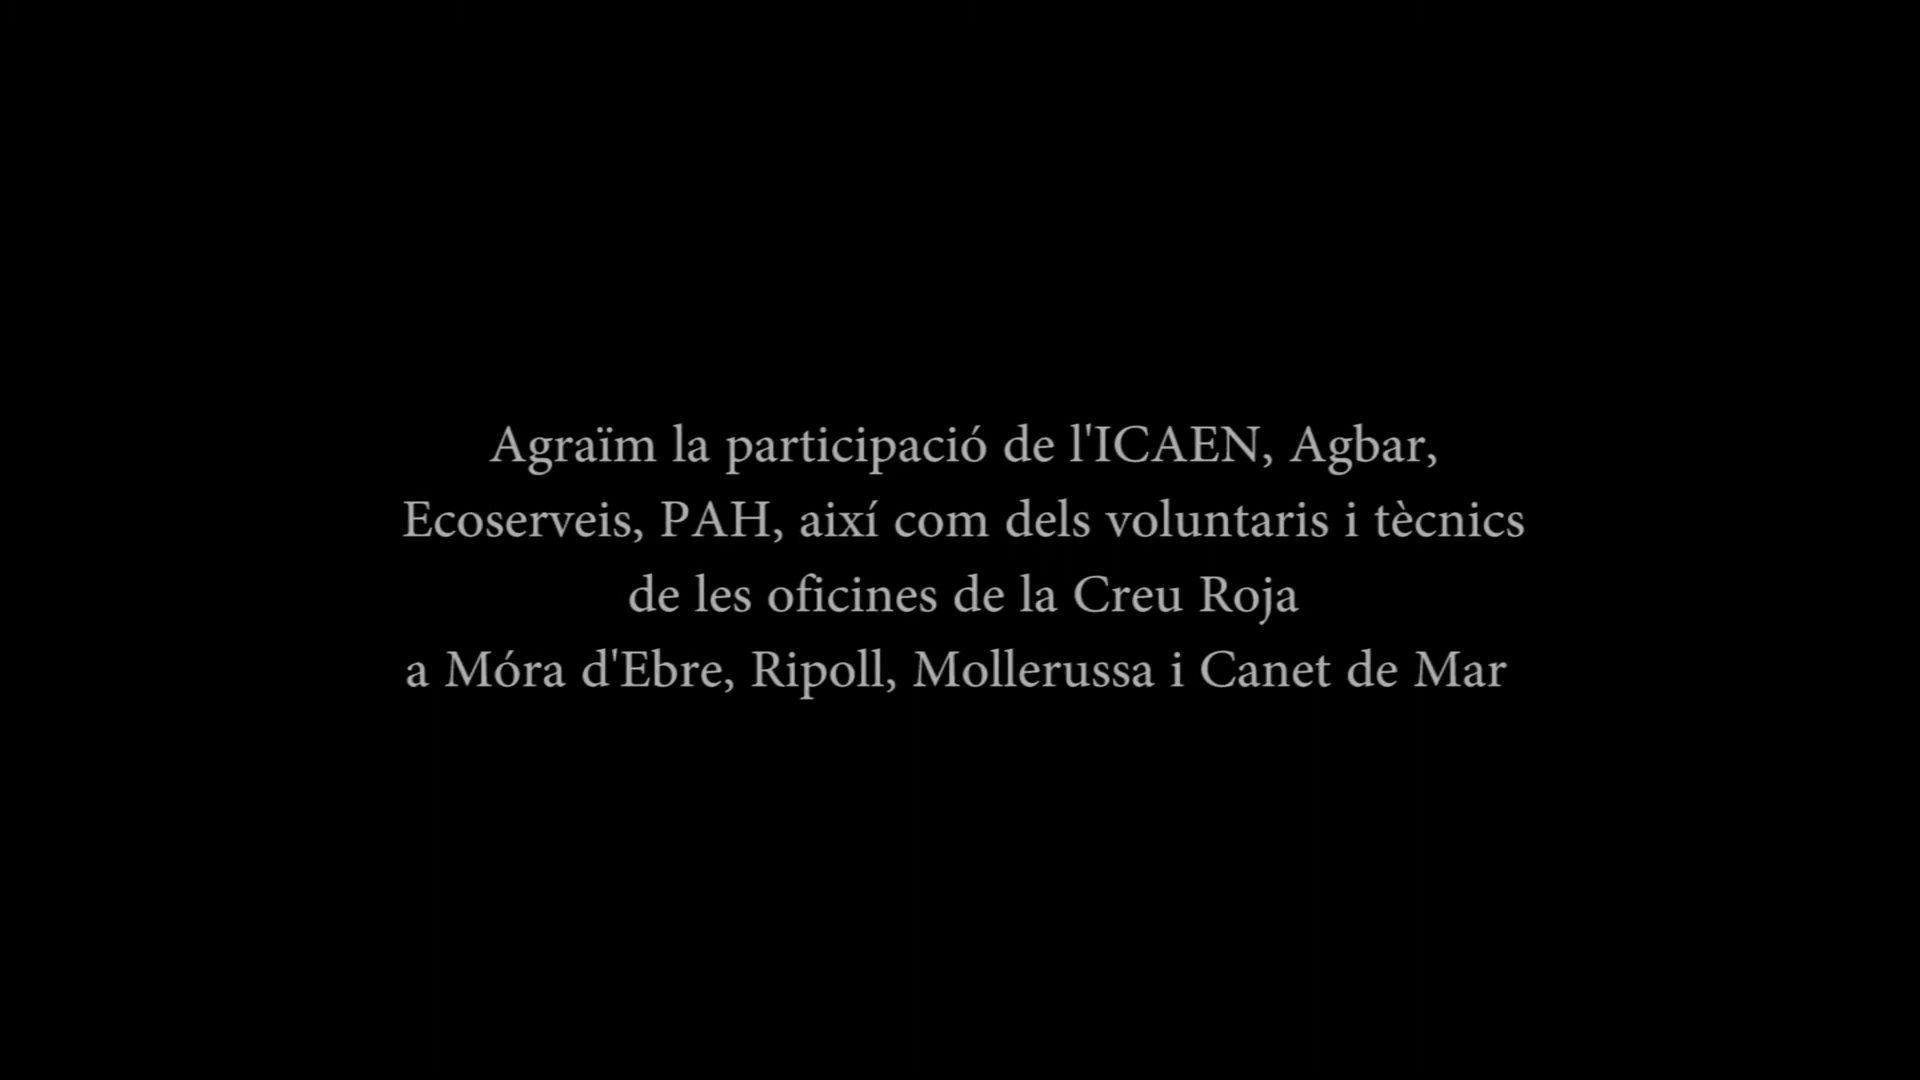 Agraïm la participació de l'ICAEN, Agbar,
Ecoserveis, PAH, així com dels voluntaris i tècnics
de les oficines de la Creu Roja
a Móra d'Ebre, Ripoll, Mollerussa i Canet de Mar